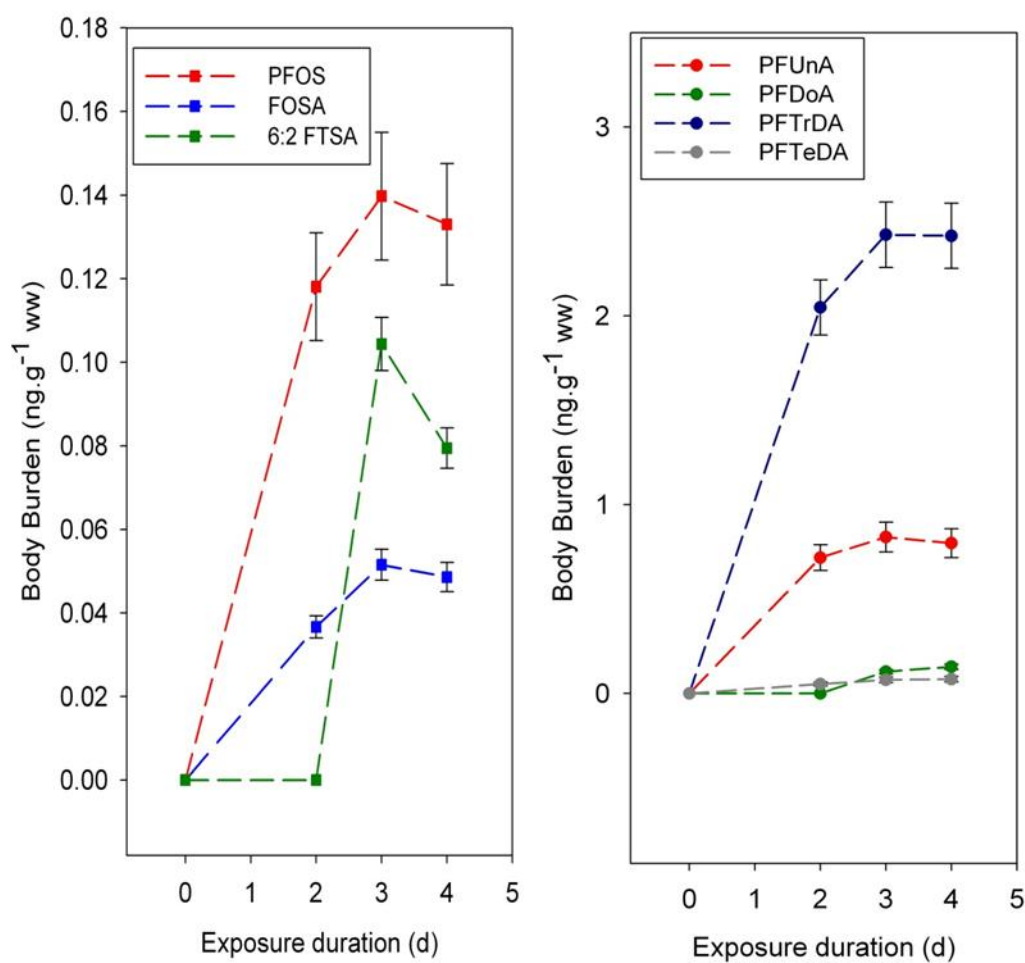 Body Burden (ng.g⁻¹ ww)
0.18
0.16
0.14
0.12
0.10
0.08
0.06
0.04
0.02
0.00
PFOS
FOSA
6:2 FTSA
0 1 2 3 4 5
Exposure duration (d)
Body Burden (ng.g⁻¹ ww)
3
2
1
0
PFUnA
PFDoA
PFTrDA
PFTeDA
0 1 2 3 4 5
Exposure duration (d)